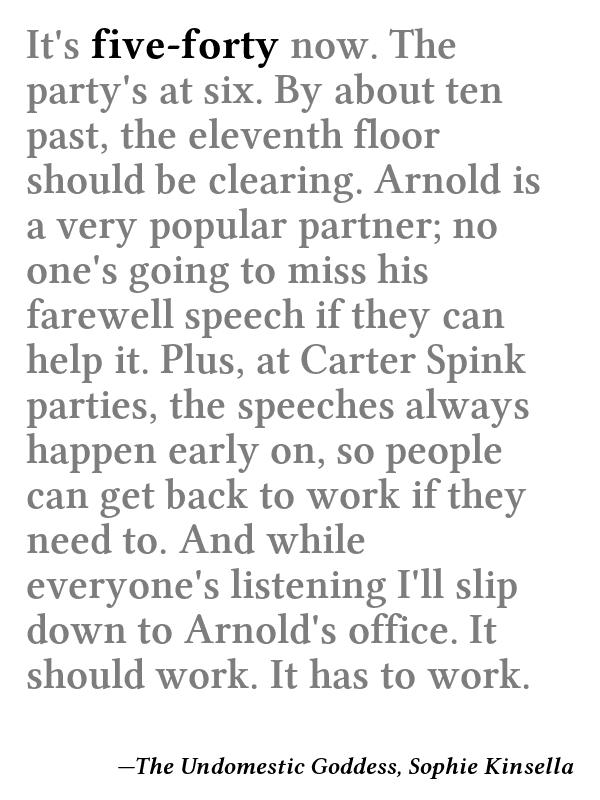 It's five-forty now. The
party's at six. By about ten
past, the eleventh floor
should be clearing. Arnold is
a very popular partner; no
one's going to miss his
farewell speech if they can
help it. Plus, at Carter Spink
parties, the speeches always
happen early on, so people
can get back to work if they
need to. And while
everyone's listening I'll slip
down to Arnold's office. It
should work. It has to work.
—The Undomestic Goddess, Sophie Kinsella